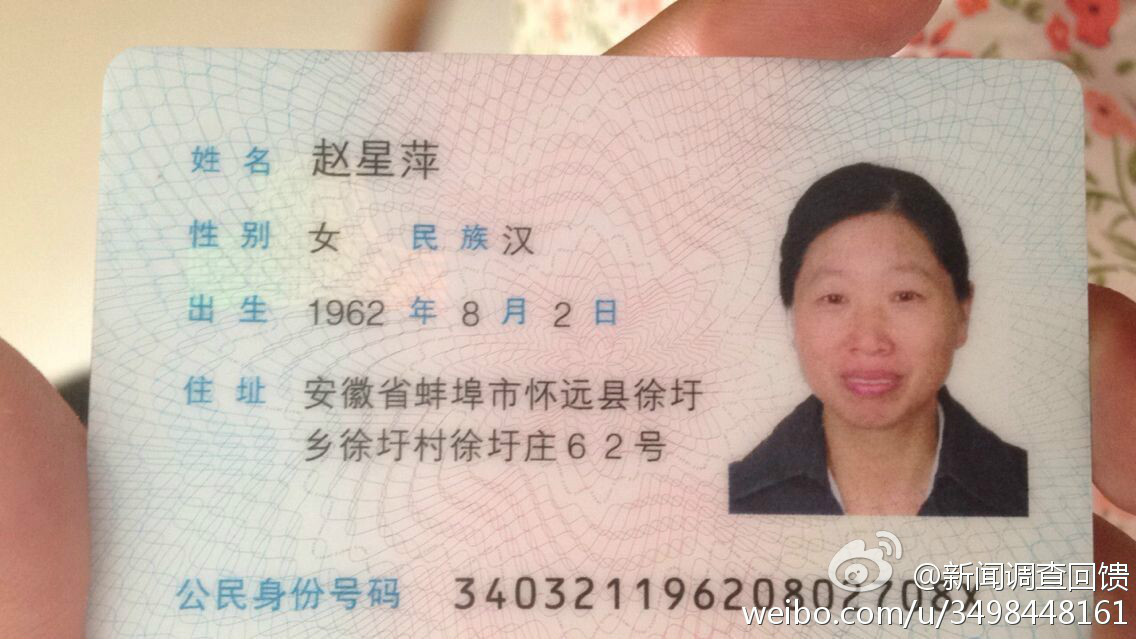 姓 名 赵星萍
性 别 女 民 族 汉
出 生 1962 年 8 月 2 日
住 址 安徽省蚌埠市怀远县徐圩
乡徐圩村徐圩庄62号
公民身份号码
@新闻调查回馈
weibo.com/u/3498448161